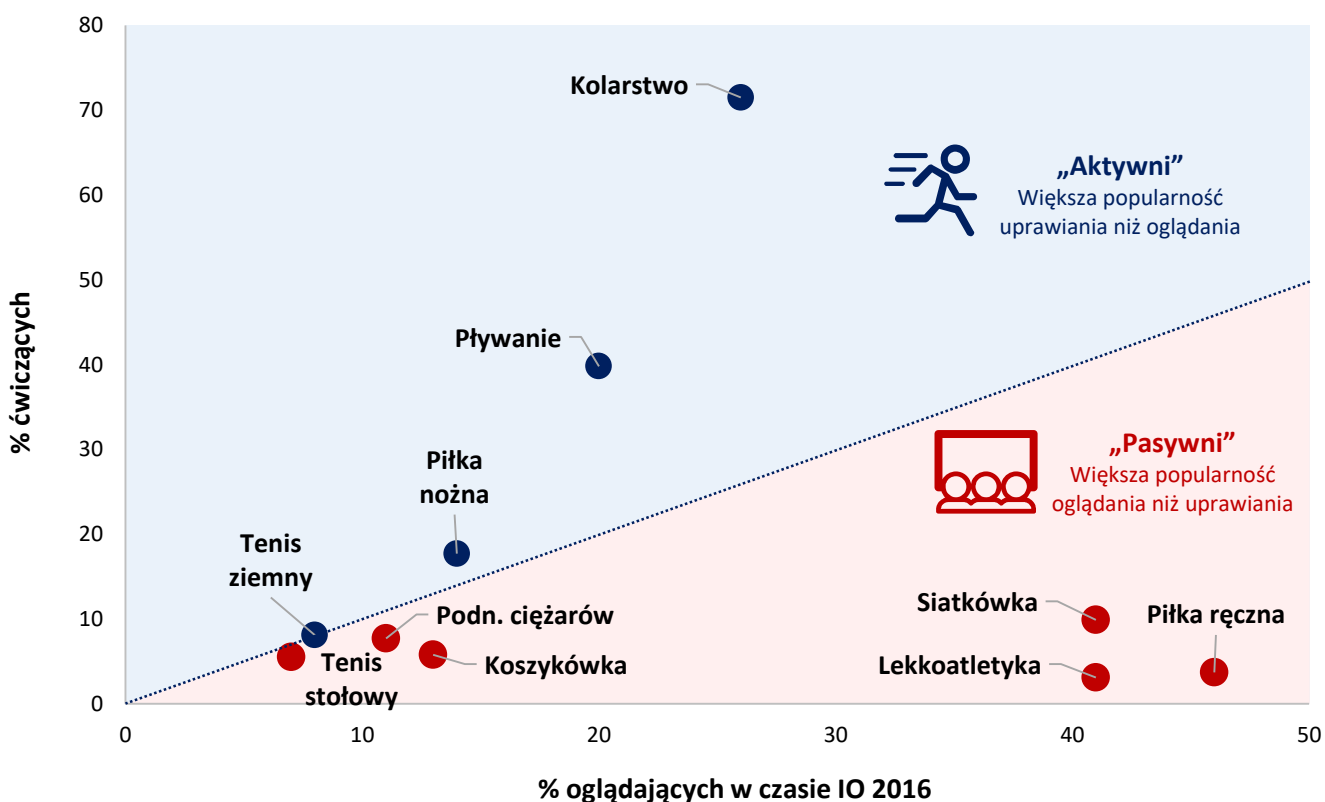 80
70
60
50
40
30
20
10
0
% ćwiczących
Kolarstwo
„Aktywni”
Większa popularność
uprawiania niż oglądania
Pływanie
Piłka
nożna
„Pasywni”
Większa popularność
oglądania niż uprawiania
Tenis
ziemny
Podn. ciężarów
Tenis
stołowy
Koszykówka
Siatkówka
Piłka ręczna
Lekkoatletyka
0
10
20
30
40
50
% oglądających w czasie IO 2016